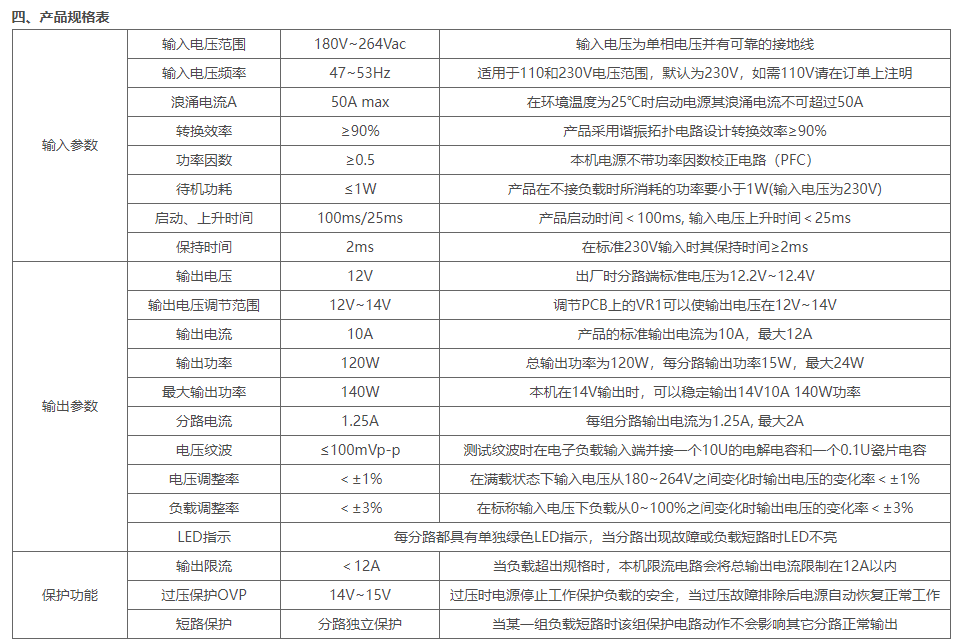 四、产品规格表
输入参数
输入电压范围 180V~264Vac 输入电压为单相电压并有可靠的接地线
输入电压频率 47~53Hz 适用于110和230V电压范围，默认为230V，如需110V请在订单上注明
浪涌电流A 50A max 在环境温度为25℃时启动电源其浪涌电流不可超过50A
转换效率 ≥90% 产品采用谐振拓扑电路设计转换效率≥90%
功率因数 ≥0.5 本机电源不带功率因数校正电路（PFC）
待机功耗 ≤1W 产品在不接负载时所消耗的功率要小于1W(输入电压为230V)
启动、上升时间 100ms/25ms 产品启动时间＜100ms, 输入电压上升时间＜25ms
保持时间 2ms 在标准230V输入时其保持时间≥2ms
输出参数
输出电压 12V 出厂时分路端标准电压为12.2V~12.4V
输出电压调节范围 12V~14V 调节PCB上的VR1可以使输出电压在12V~14V
输出电流 10A 产品的标准输出电流为10A，最大12A
输出功率 120W 总输出功率为120W，每分路输出功率15W，最大24W
最大输出功率 140W 本机在14V输出时，可以稳定输出14V10A 140W功率
分路电流 1.25A 每组分路输出电流为1.25A, 最大2A
电压纹波 ≤100mVp-p 测试纹波时在电子负载输入端并接一个10U的电解电容和一个0.1U瓷片电容
电压调整率 ＜±1% 在满载状态下输入电压从180~264V之间变化时输出电压的变化率＜±1%
负载调整率 ＜±3% 在标称输入电压下负载从0~100%之间变化时输出电压的变化率＜±3%
LED指示 每分路都具有单独绿色LED指示，当分路出现故障或负载短路时LED不亮
保护功能
输出限流 ＜12A 当负载超出规格时，本机限流电路会将总输出电流限制在12A以内
过压保护OVP 14V~15V 过压时电源停止工作保护负载的安全，当过压故障排除后电源自动恢复正常工作
短路保护 分路独立保护 当某一组负载短路时该组保护电路动作不会影响其它分路正常输出